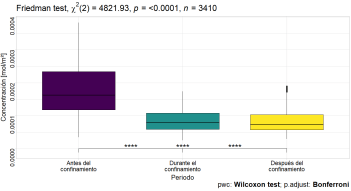 Friedman test, χ²(2) = 4821.93, p = <0.0001, n = 3410
Concentración [mol/m²]
0.0004
0.0003
0.0002
0.0001
0.0000
****
****
****
Antes del
confinamiento
Durante el
confinamiento
Después del
confinamiento
Periodo
pwc: Wilcoxon test; p.adjust: Bonferroni